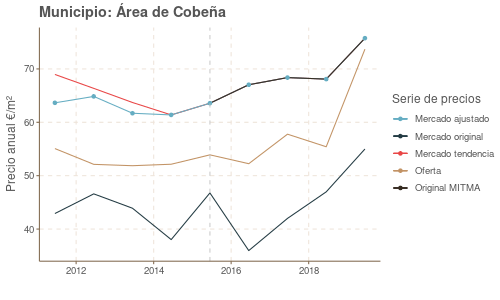 Municipio: Área de Cobeña
Precio anual €/m²
70
60
50
40
2012
2014
2016
2018
Serie de precios
Mercado ajustado
Mercado original
Mercado tendencia
Oferta
Original MITMA